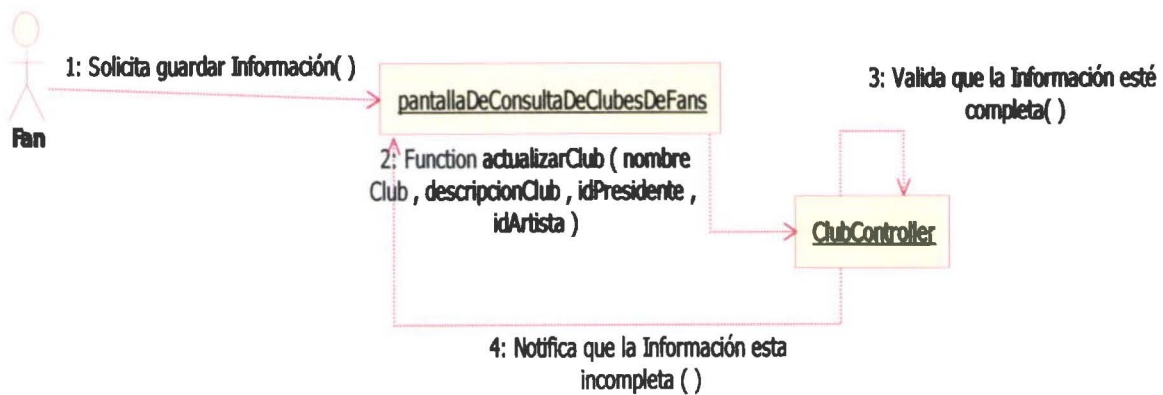 1: Solicita guardar Información( )
Fan
pantallaDeConsultaDeClubesDeFans
2: Function actualizarClub ( nombre
Club , descripcionClub , idPresidente ,
idArtista )
3: Valida que la Información esté
completa( )
ClubController
4: Notifica que la Información esta
incompleta ( )